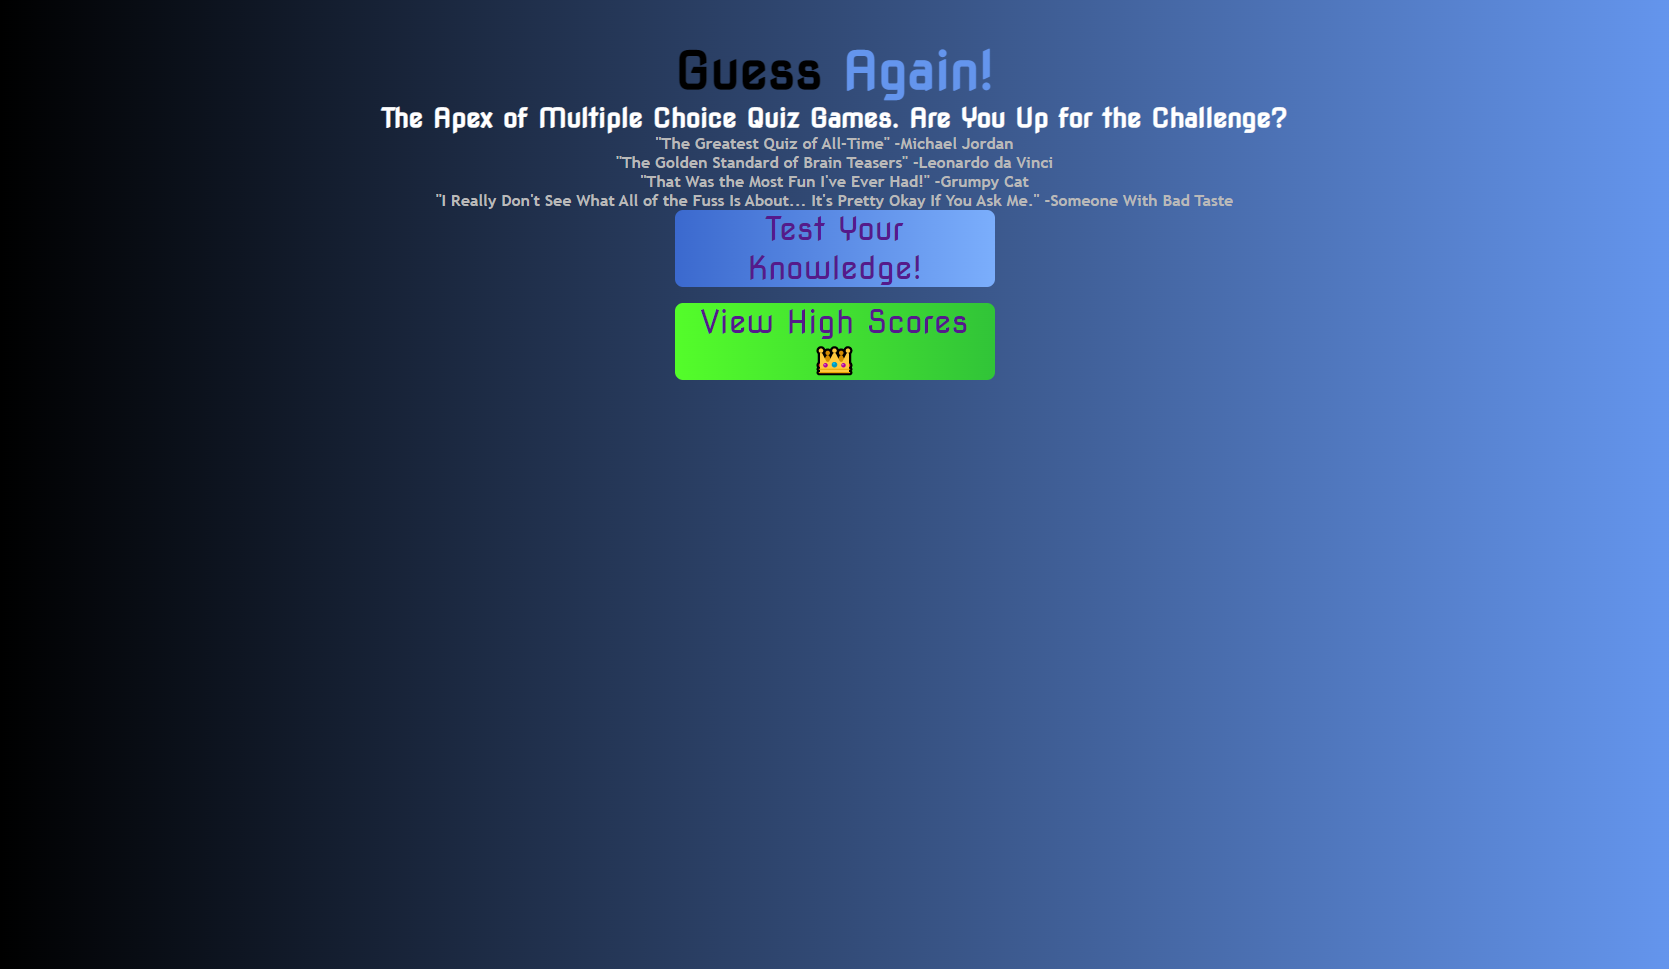 Guess Again!
The Apex of Multiple Choice Quiz Games. Are You Up for the Challenge?
"The Greatest Quiz of All-Time" -Michael Jordan
"The Golden Standard of Brain Teasers" -Leonardo da Vinci
"That Was the Most Fun I've Ever Had!" -Grumpy Cat
"I Really Don't See What All of the Fuss Is About... It's Pretty Okay If You Ask Me." -Someone With Bad Taste
Test Your
Knowledge!
View High Scores
👑